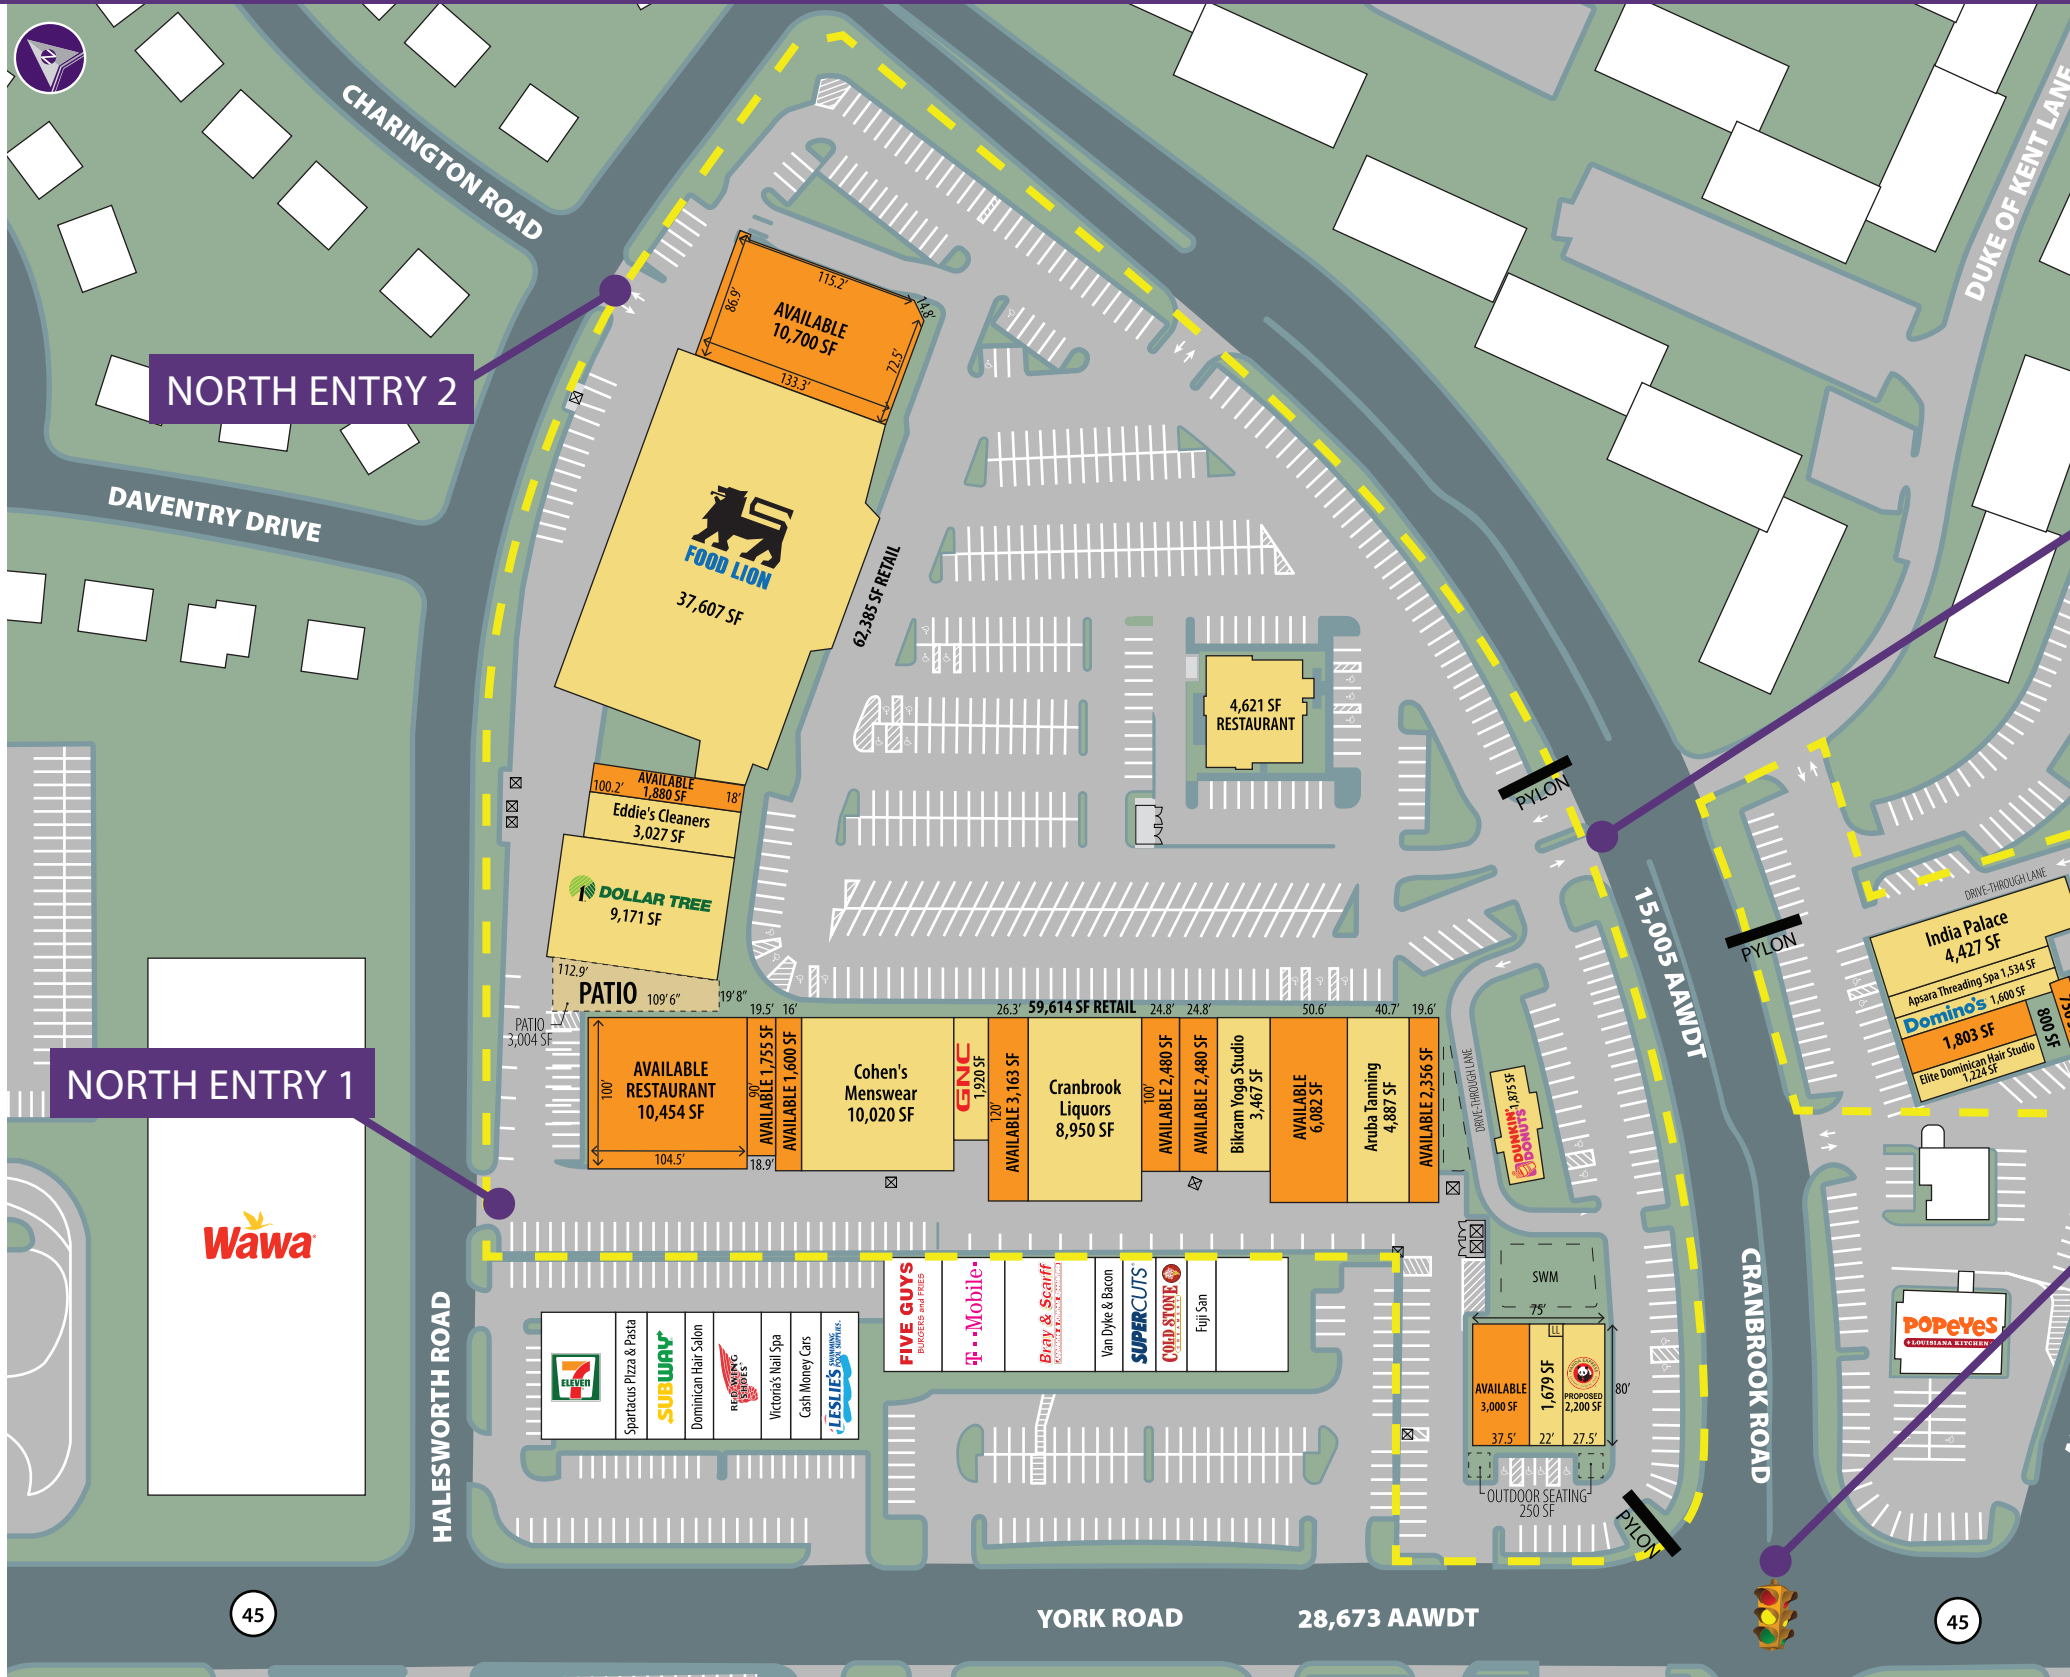 CHARINGTON ROAD
DUKE OF KENT LANE
NORTH ENTRY 2
DAVENTRY DRIVE
115.2'
86.9'
14.8'
AVAILABLE
10,700 SF
72.5'
133.3'
FOOD LION
37,607 SF
62,385 SF RETAIL
4,621 SF
RESTAURANT
AVAILABLE
1,880 SF
100.2'
18'
Eddie's Cleaners
3,027 SF
DOLLAR TREE
9,171 SF
112.9'
PATIO
109'6"
19'8"
PATIO
3,004 SF
PYLON
PYLON
15,005 AAWDT
DRIVE-THROUGH LANE
India Palace
4,427 SF
Apsara Threading Spa 1,534 SF
Domino's 1,600 SF
1,803 SF
Elite Dominican Hair Studio
1,224 SF
800 SF
NORTH ENTRY 1
19.5'
16'
26.3'
59,614 SF RETAIL
24.8'
24.8'
50.6'
40.7'
19.6'
100'
AVAILABLE
RESTAURANT
10,454 SF
104.5'
90'
AVAILABLE 1,755 SF
18.9'
AVAILABLE 1,600 SF
Cohen's
Menswear
10,020 SF
GNC
1,920 SF
120'
AVAILABLE 3,163 SF
Cranbrook
Liquors
8,950 SF
100'
AVAILABLE 2,480 SF
AVAILABLE 2,480 SF
Bikram Yoga Studio
3,467 SF
AVAILABLE
6,082 SF
Aruba Tanning
4,887 SF
AVAILABLE 2,356 SF
DRIVE-THROUGH LANE
DUNKIN'
DONUTS
1,875 SF
Wawa
HALESWORTH ROAD
7
ELEVEN
Spartacus Pizza & Pasta
SUBWAY
Dominican Hair Salon
RED WING
SHOES
Victoria's Nail Spa
Cash Money Cars
LESLIE'S SWIMMING
POOL SUPPLIES.
FIVE GUYS
BURGERS and FRIES
T-Mobile
Bray & Scarff
Van Dyke & Bacon
SUPERCUTS
COLD STONE
CREAMERY
Fuji San
SWM
75'
LL
AVAILABLE
3,000 SF
1,679 SF
PROPOSED
2,200 SF
80'
37.5'
22'
27.5'
OUTDOOR SEATING
250 SF
PYLON
CRANBROOK ROAD
POPEYES
LOUISIANA KITCHEN
45
YORK ROAD
28,673 AAWDT
45